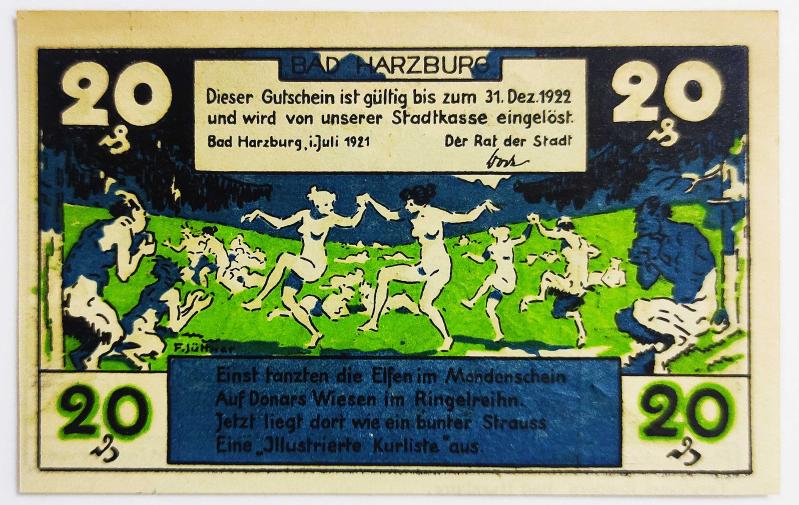 BAD HARZBURG
20 ₰
20 ₰
Dieser Gutschein ist gültig bis zum 31. Dez. 1922
und wird von unserer Stadtkasse eingelöst.
Bad Harzburg, i. Juli 1921 Der Rat der Stadt
F. Jüttner
Einst tanzten die Elfen im Mondenschein
Auf Donars Wiesen im Ringelreihn.
Jetzt liegt dort wie ein bunter Strauss
Eine „Jllustrierte Kurliste" aus.
20 ₰
20 ₰